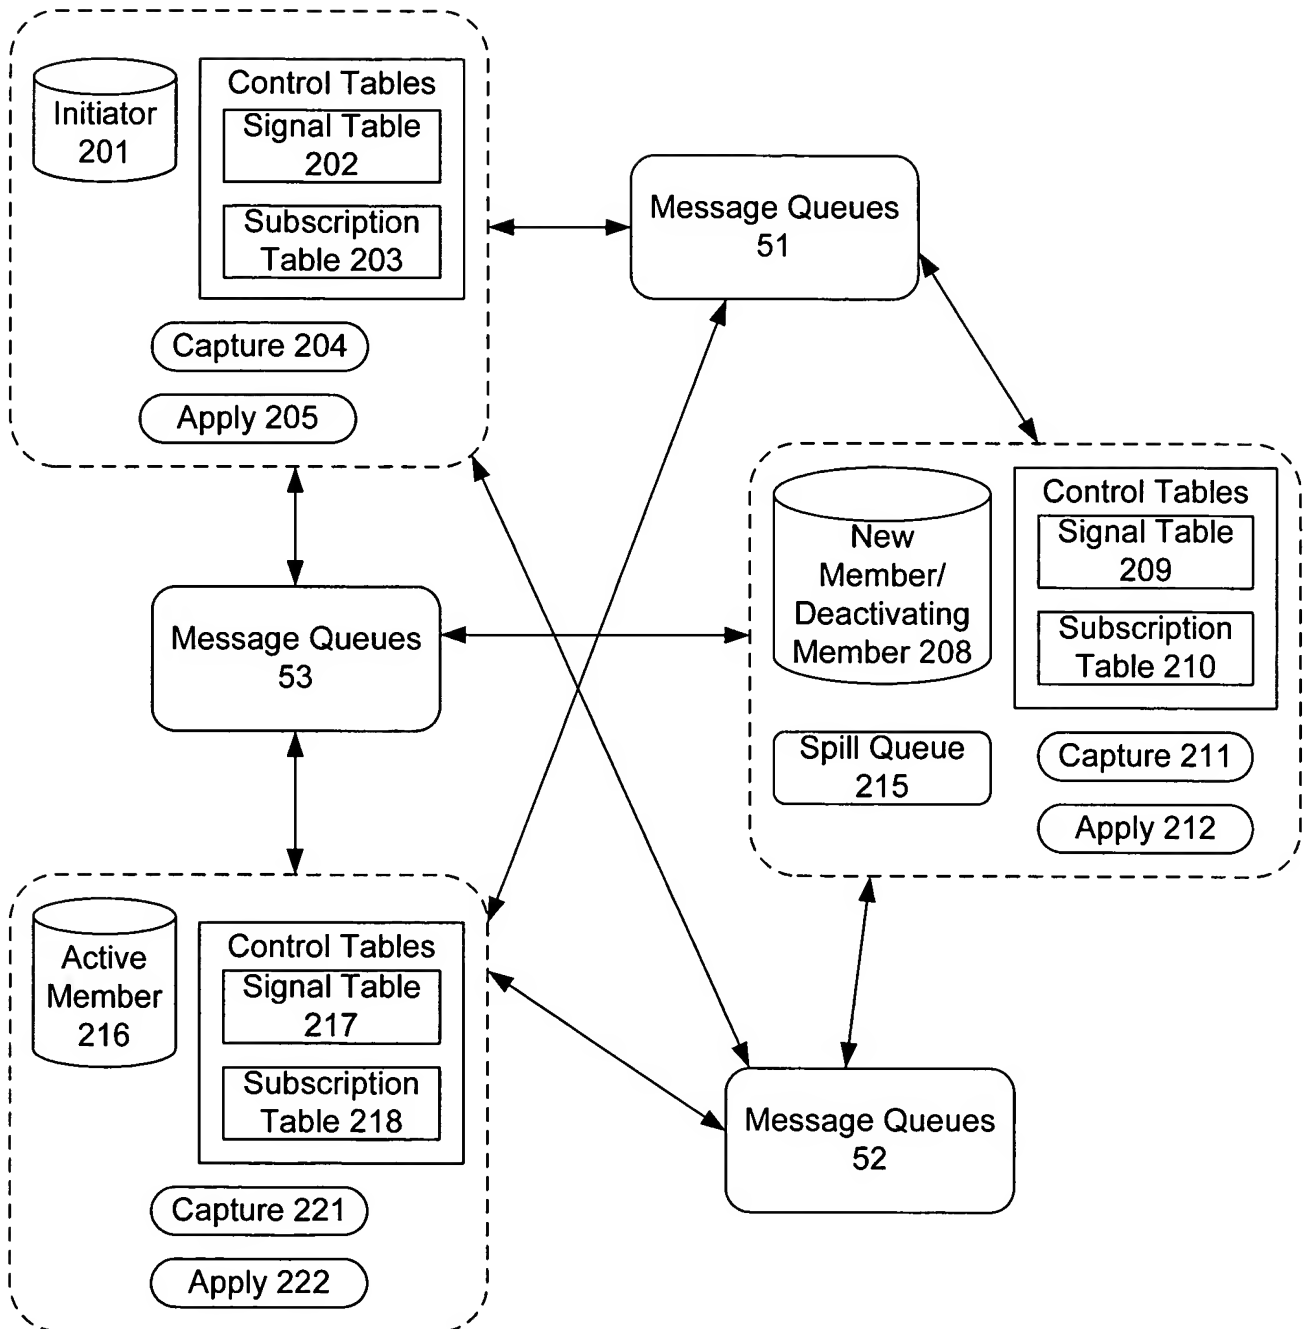 Initiator
201
Control Tables
Signal Table
202
Subscription
Table 203
Capture 204
Apply 205
Message Queues
51
New
Member/
Deactivating
Member 208
Control Tables
Signal Table
209
Subscription
Table 210
Spill Queue
215
Capture 211
Apply 212
Message Queues
53
Active
Member
216
Control Tables
Signal Table
217
Subscription
Table 218
Capture 221
Apply 222
Message Queues
52